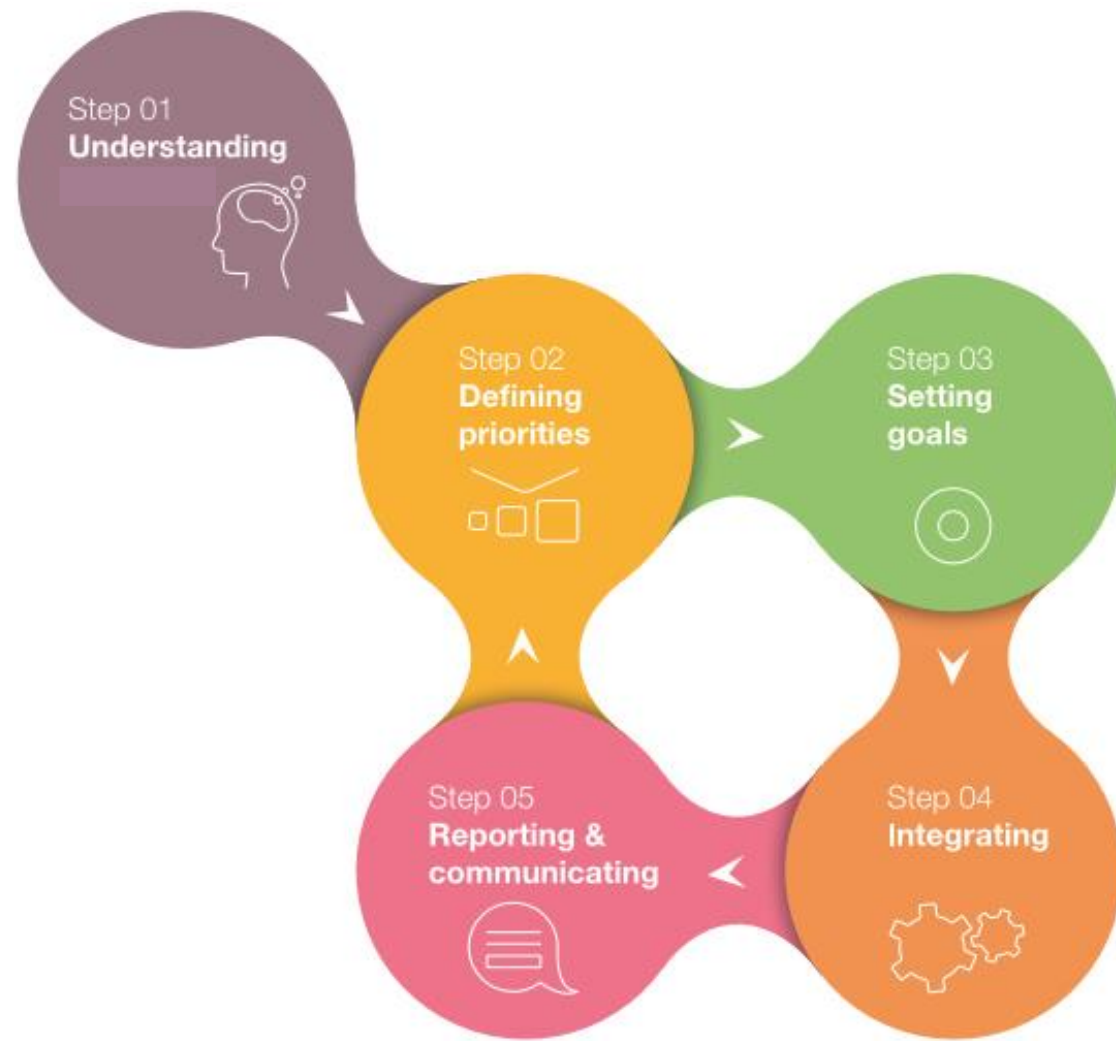 Step 01
Understanding
Step 02
Defining
priorities
Step 03
Setting
goals
Step 04
Integrating
Step 05
Reporting &
communicating